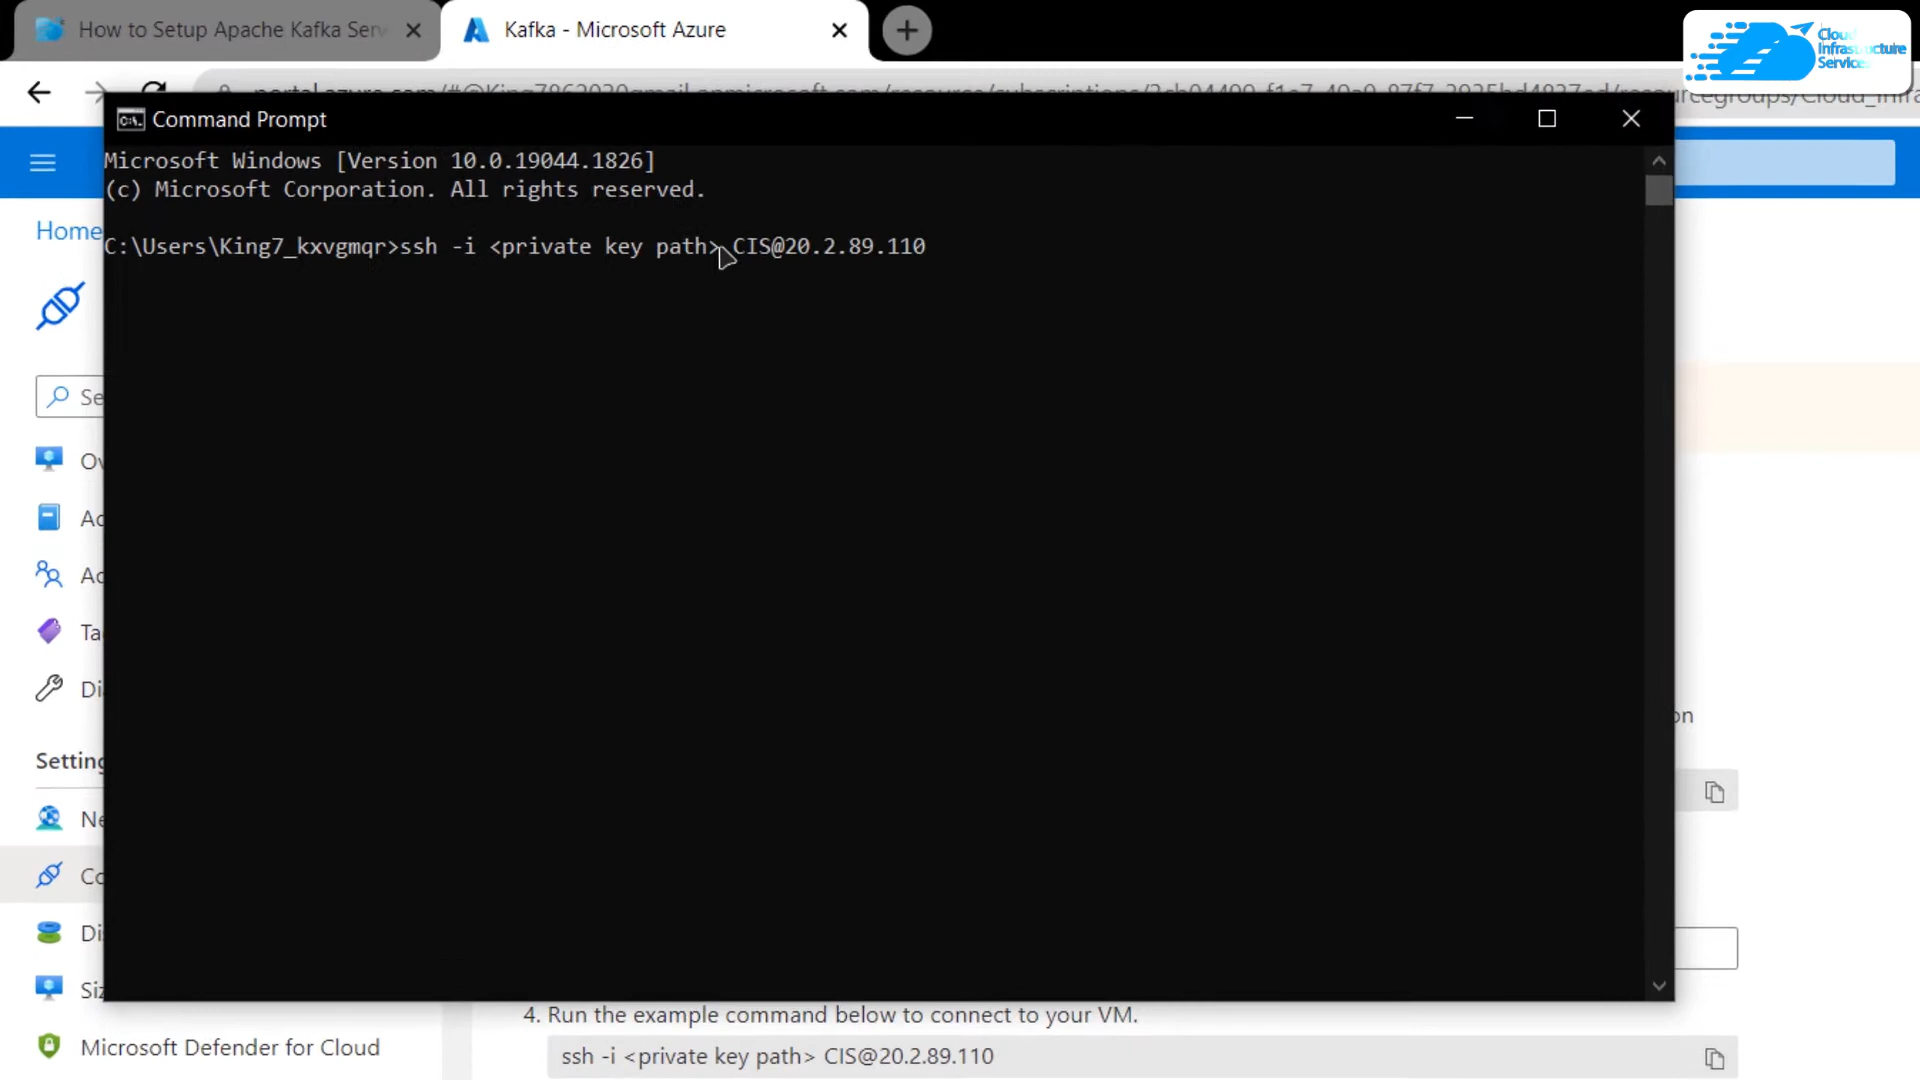 How to Setup Apache Kafka Serv
Kafka - Microsoft Azure
Cloud
Infrastructure
Services
Command Prompt
Microsoft Windows [Version 10.0.19044.1826]
(c) Microsoft Corporation. All rights reserved.
Home
C:\Users\King7_kxvgmqr>ssh -i <private key path> CIS@20.2.89.110
Se
Ov
Ac
Ac
Ta
Di
on
Setting
Ne
Co
Di
Siz
4. Run the example command below to connect to your VM.
Microsoft Defender for Cloud
ssh -i <private key path> CIS@20.2.89.110